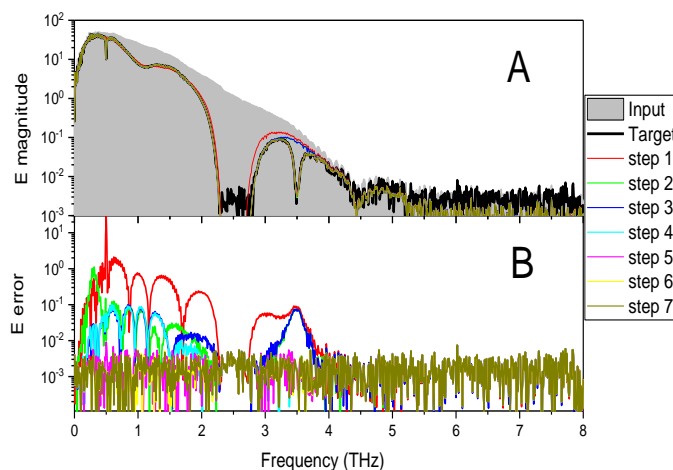 10²
10¹
10⁰
10⁻¹
10⁻²
10⁻³
E magnitude
A
Input
Target
step 1
step 2
step 3
step 4
step 5
step 6
step 7
10¹
10⁰
10⁻¹
10⁻²
10⁻³
E error
B
0 1 2 3 4 5 6 7 8
Frequency (THz)